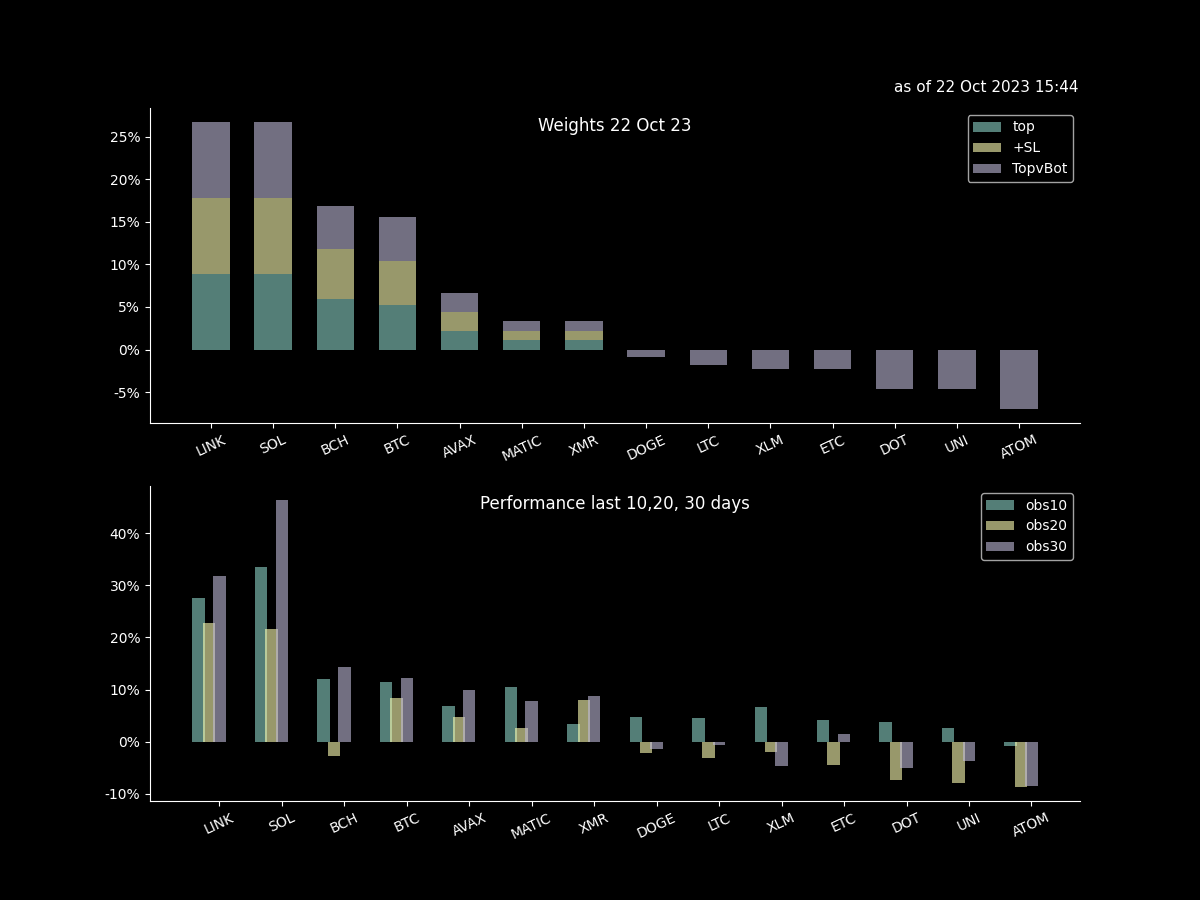 as of 22 Oct 2023 15:44
Weights 22 Oct 23
top
+SL
TopvBot
25%
20%
15%
10%
5%
0%
-5%
LINK SOL BCH BTC AVAX MATIC XMR DOGE LTC XLM ETC DOT UNI ATOM
Performance last 10,20, 30 days
obs10
obs20
obs30
40%
30%
20%
10%
0%
-10%
LINK SOL BCH BTC AVAX MATIC XMR DOGE LTC XLM ETC DOT UNI ATOM